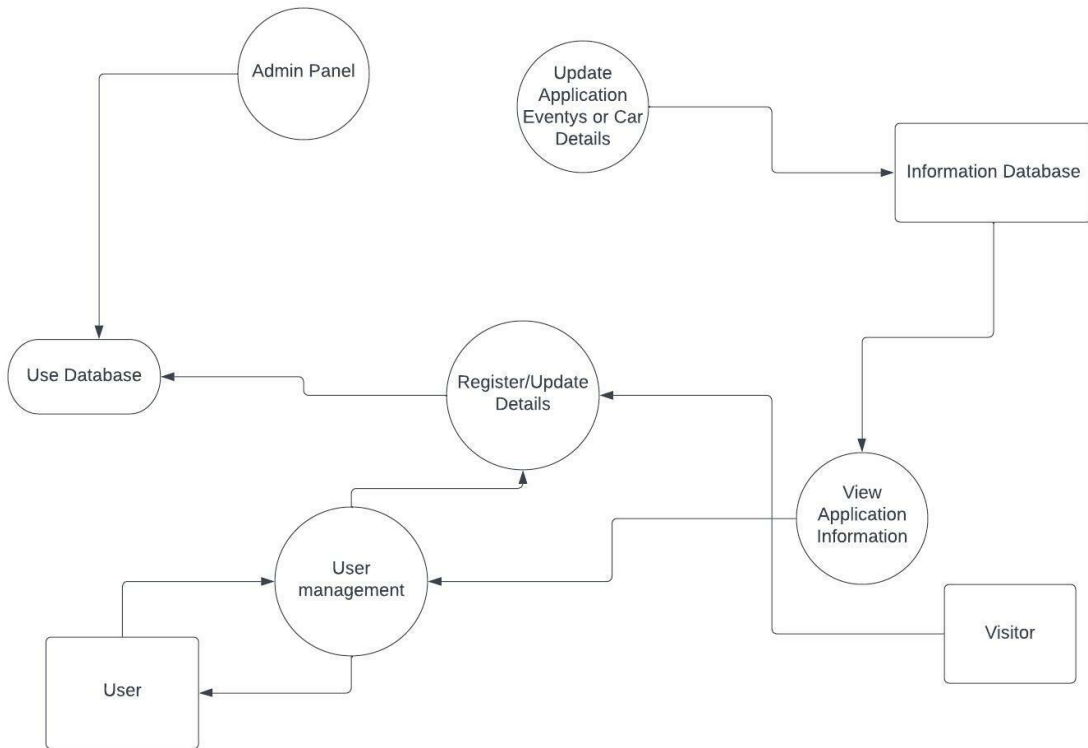 Admin Panel
Update
Application
Eventys or Car
Details
Information Database
Use Database
Register/Update
Details
View
Application
Information
User
management
Visitor
User